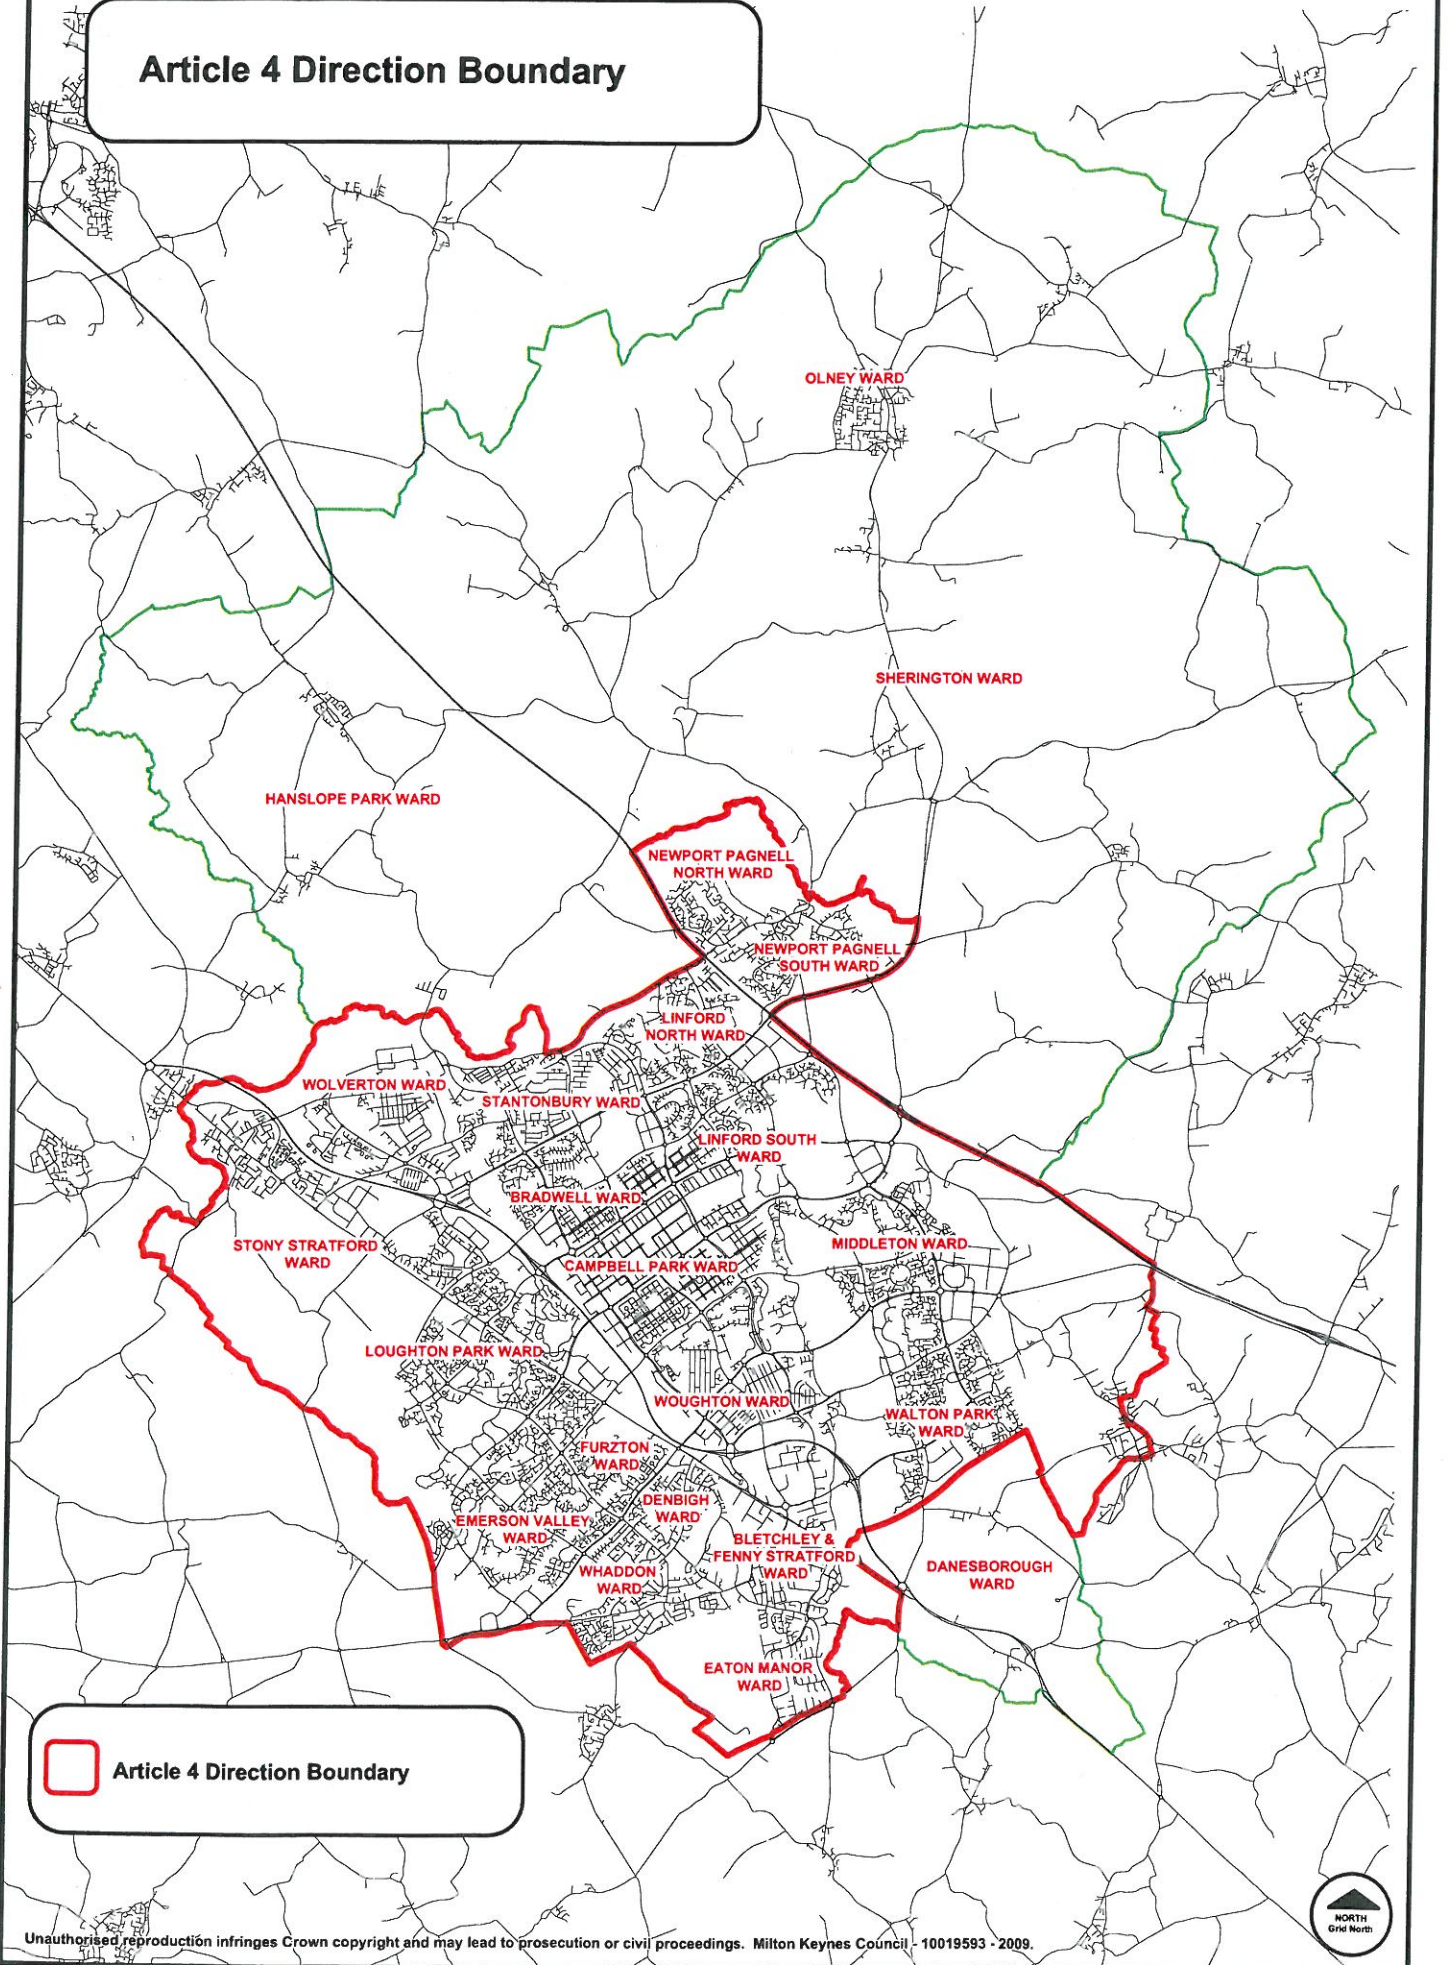 Article 4 Direction Boundary
OLNEY WARD
SHERINGTON WARD
HANSLOPE PARK WARD
NEWPORT PAGNELL
NORTH WARD
NEWPORT PAGNELL
SOUTH WARD
LINFORD
NORTH WARD
WOLVERTON WARD
STANTONBURY WARD
LINFORD SOUTH
WARD
BRADWELL WARD
STONY STRATFORD
WARD
MIDDLETON WARD
CAMPBELL PARK WARD
LOUGHTON PARK WARD
WOUGHTON WARD
WALTON PARK
WARD
FURZTON
WARD
DENBIGH
WARD
EMERSON VALLEY
WARD
BLETCHLEY &
FENNY STRATFORD
WARD
WHADDON
WARD
DANESBOROUGH
WARD
EATON MANOR
WARD
Article 4 Direction Boundary
NORTH
Grid North
Unauthorised reproduction infringes Crown copyright and may lead to prosecution or civil proceedings. Milton Keynes Council - 10019593 - 2009.